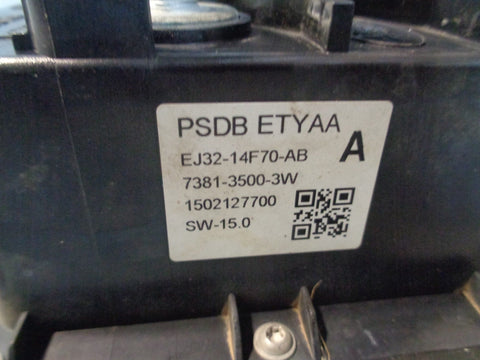 PSDB ETYAA
EJ32-14F70-AB A
7381-3500-3W
1502127700
SW-15.0